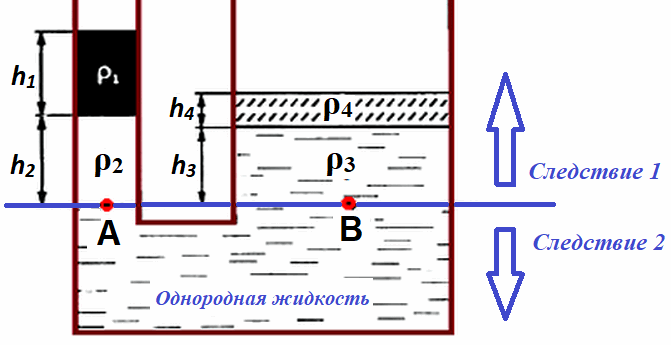 h₁
ρ₁
h₂
ρ₂
h₄
ρ₄
h₃
ρ₃
A
B
Следствие 1
Следствие 2
Однородная жидкость